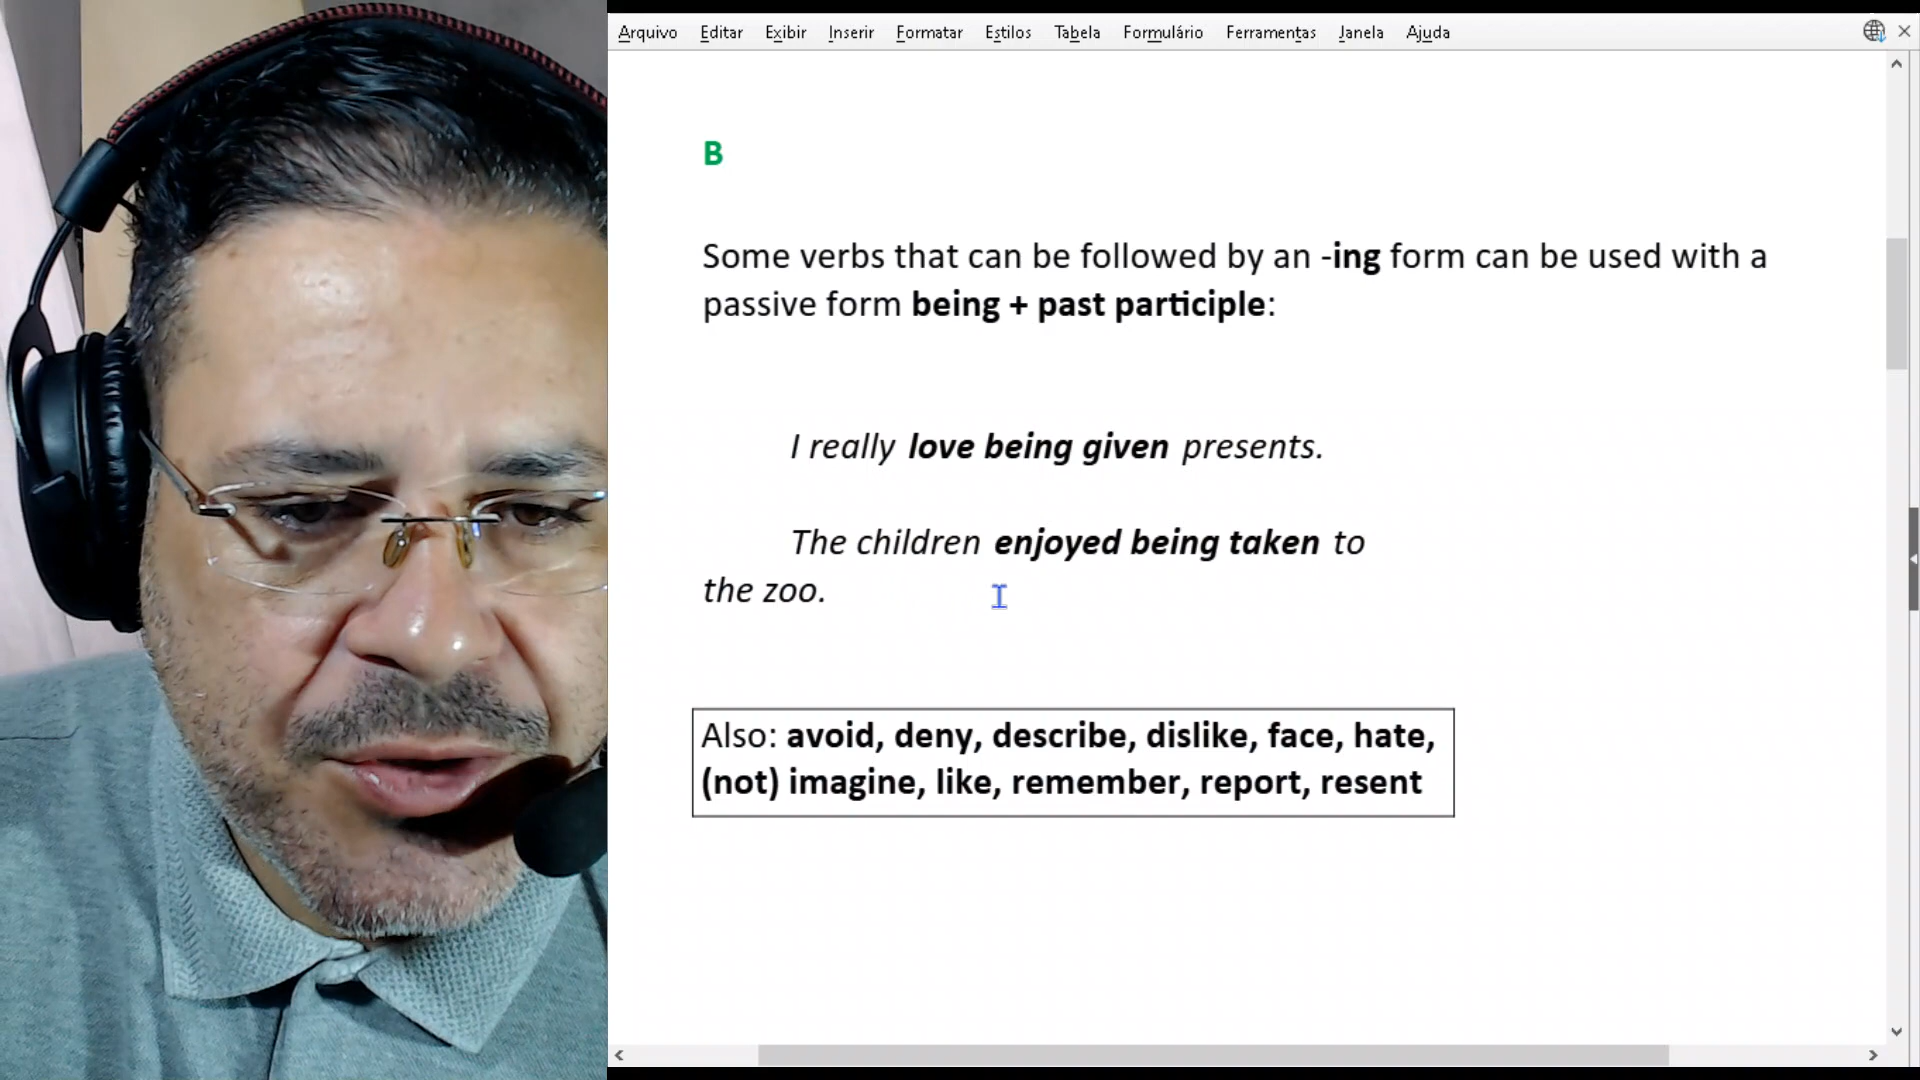 Arquivo Editar Exibir Inserir Formatar Estilos Tabela Formulário Ferramentas Janela Ajuda
B
Some verbs that can be followed by an -ing form can be used with a
passive form being + past participle:
I really love being given presents.
The children enjoyed being taken to
the zoo.
Also: avoid, deny, describe, dislike, face, hate,
(not) imagine, like, remember, report, resent